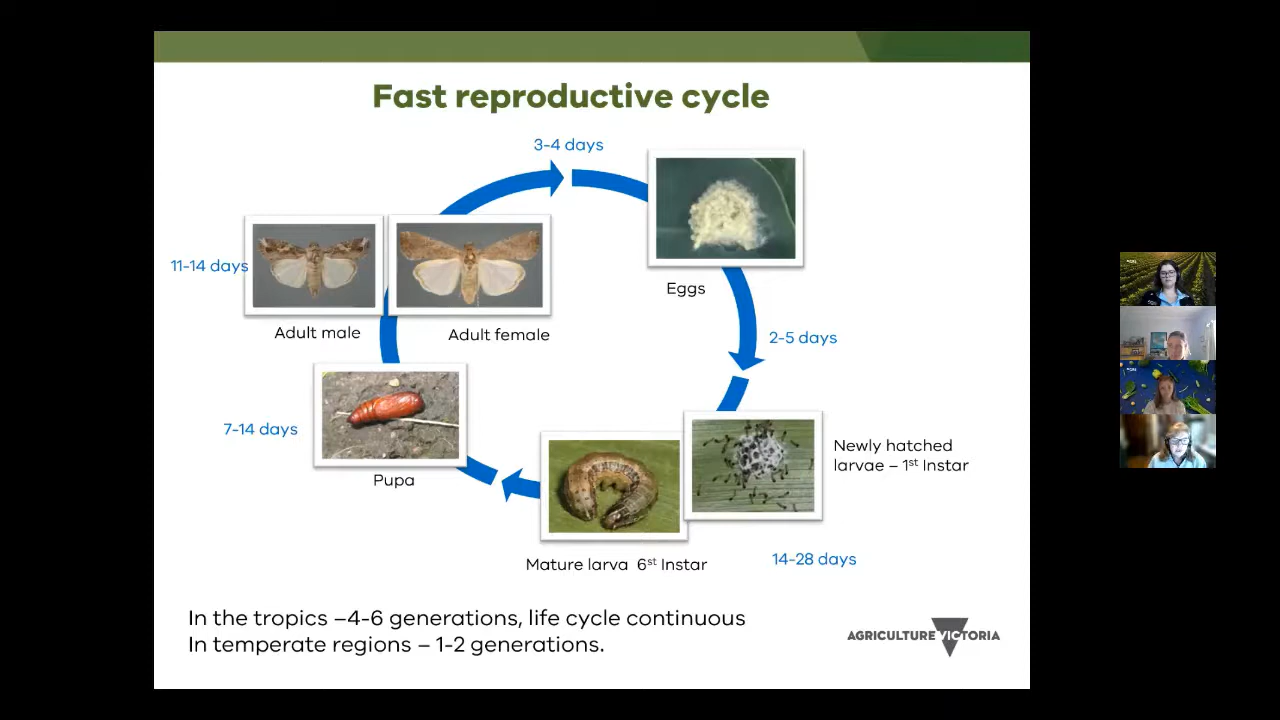 Fast reproductive cycle
3-4 days
11-14 days
Adult male
Adult female
Eggs
2-5 days
7-14 days
Pupa
Newly hatched
larvae – 1st Instar
Mature larva 6st Instar
14-28 days
In the tropics –4-6 generations, life cycle continuous
In temperate regions – 1-2 generations.
AGRICULTURE VICTORIA